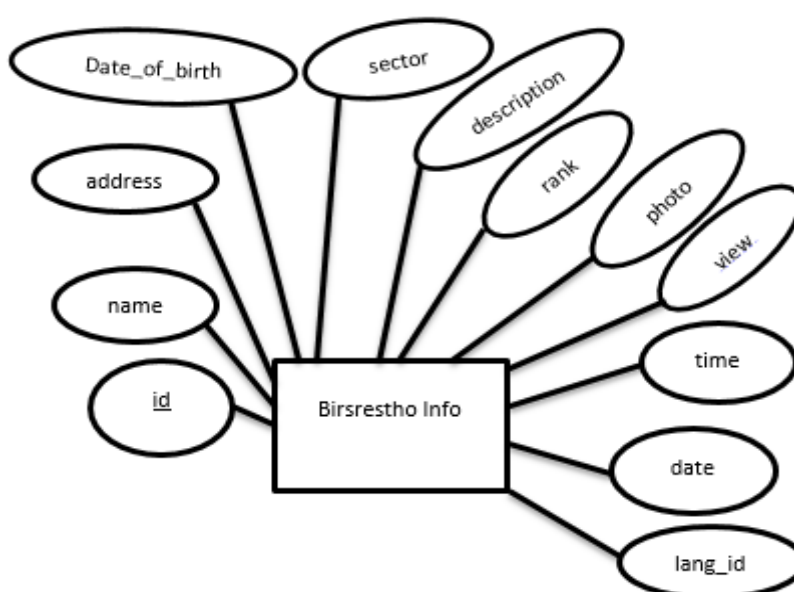 Date_of_birth
sector
description
rank
photo
view
address
name
id
Birsrestho Info
time
date
lang_id